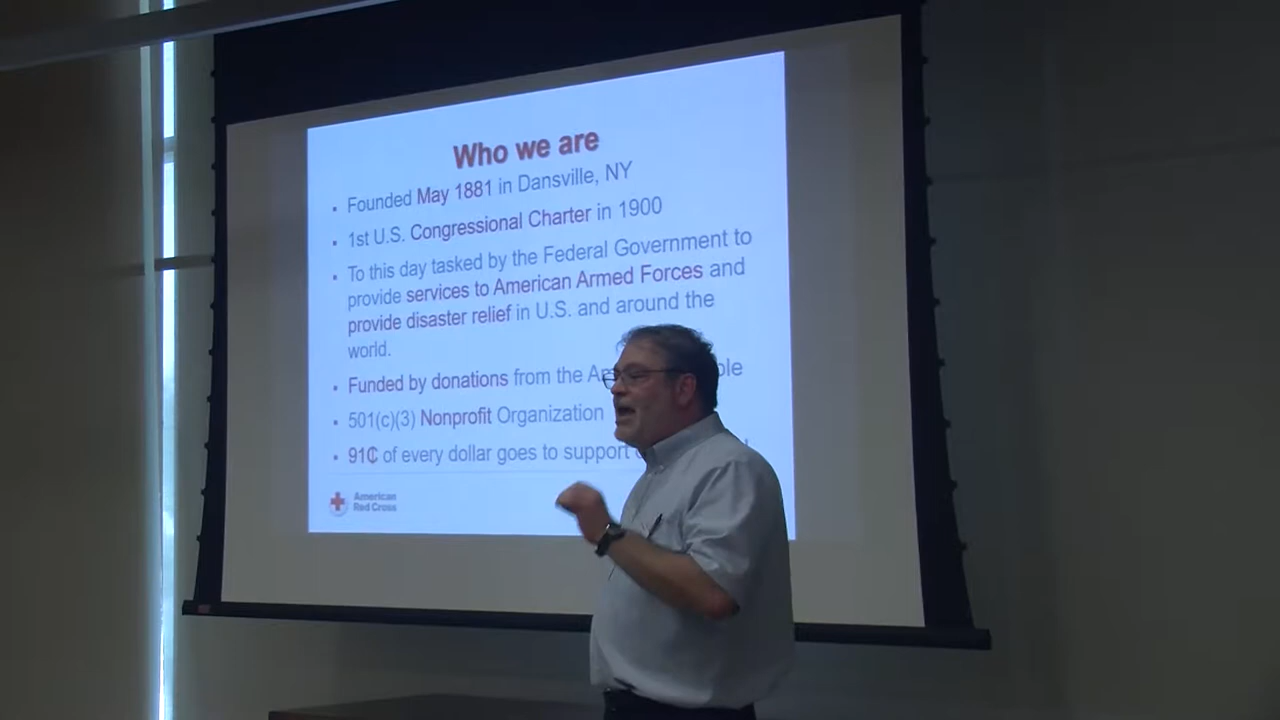 Who we are
Founded May 1881 in Dansville, NY
1st U.S. Congressional Charter in 1900
To this day tasked by the Federal Government to
provide services to American Armed Forces and
provide disaster relief in U.S. and around the
world.
Funded by donations from the
501(c)(3) Nonprofit Organization
91₵ of every dollar goes to support
American
Red Cross